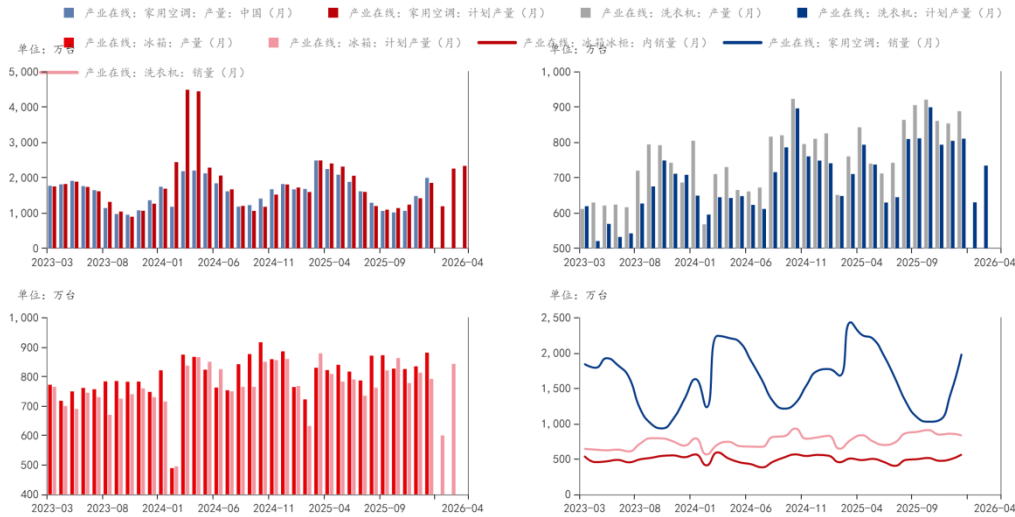 产业在线：家用空调：产量：中国（月） 产业在线：家用空调：计划产量（月） 产业在线：洗衣机：产量（月） 产业在线：洗衣机：计划产量（月）
产业在线：冰箱：产量（月） 产业在线：冰箱：计划产量（月） 产业在线：冰箱冰柜：内销量（月） 产业在线：家用空调：销量（月）
产业在线：洗衣机：销量（月）
单位：万台
5,000
4,000
3,000
2,000
1,000
0
2023-03 2023-08 2024-01 2024-06 2024-11 2025-04 2025-09 2026-04
单位：万台
1,000
900
800
700
600
500
2023-03 2023-08 2024-01 2024-06 2024-11 2025-04 2025-09 2026-04
单位：万台
1,000
900
800
700
600
500
400
2023-03 2023-08 2024-01 2024-06 2024-11 2025-04 2025-09 2026-04
单位：万台
2,500
2,000
1,500
1,000
500
0
2023-03 2023-08 2024-01 2024-06 2024-11 2025-04 2025-09 2026-04